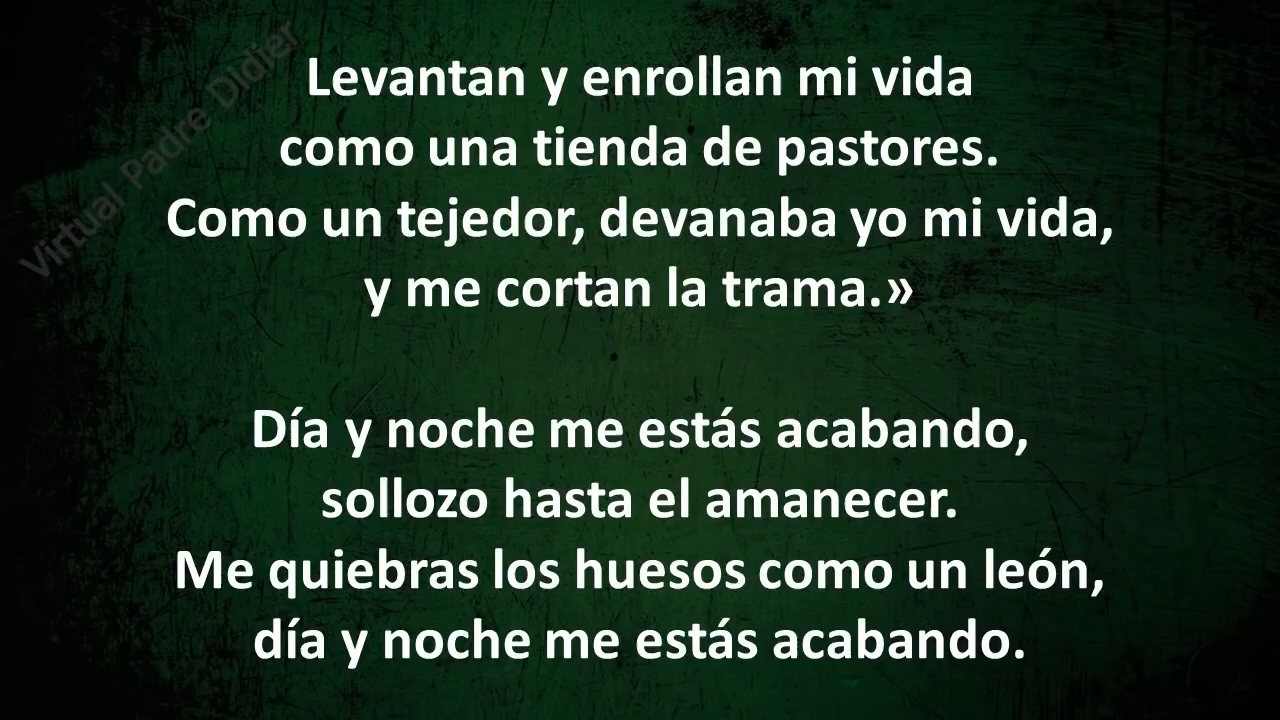 Virtual Padre Didier
Levantan y enrollan mi vida
como una tienda de pastores.
Como un tejedor, devanaba yo mi vida,
y me cortan la trama.»
Día y noche me estás acabando,
sollozo hasta el amanecer.
Me quiebras los huesos como un león,
día y noche me estás acabando.